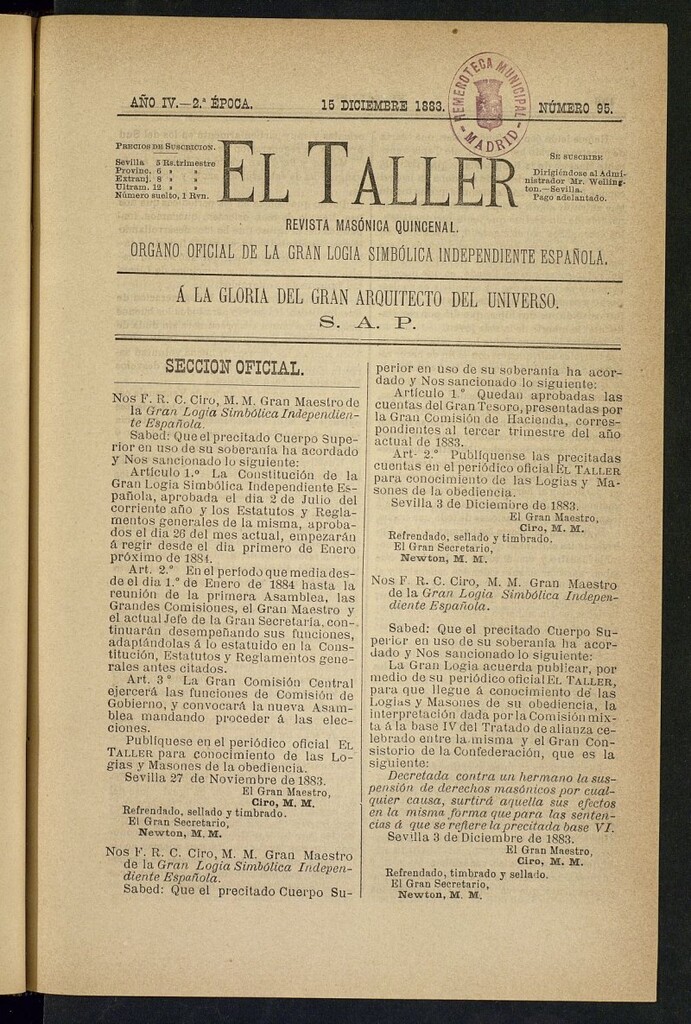 AÑO IV.—2.ª ÉPOCA.
15 DICIEMBRE 1883.
NÚMERO 95.
HEMEROTECA MUNICIPAL
MADRID
PRECIOS DE SUSCRICION.
Sevilla 5 Rs. trimestre
Provinc. 6 » »
Extranj. 8 » »
Ultram. 12 » »
Número suelto, 1 Rvn.
EL TALLER
SE SUSCRIBE
Dirigiéndose al Admi-
nistrador Mr. Welling-
ton.—Sevilla.
Pago adelantado.
REVISTA MASÓNICA QUINCENAL.
ORGANO OFICIAL DE LA GRAN LOGIA SIMBÓLICA INDEPENDIENTE ESPAÑOLA.
Á LA GLORIA DEL GRAN ARQUITECTO DEL UNIVERSO.
S. A. P.
SECCION OFICIAL.
Nos F. R. C. Ciro, M. M. Gran Maestro de
la Gran Logia Simbólica Independien-
te Española.
Sabed: Que el precitado Cuerpo Supe-
rior en uso de su soberanía ha acordado
y Nos sancionado lo siguiente:
Artículo 1.º La Constitución de la
Gran Logia Simbólica Independiente Es-
pañola, aprobada el dia 2 de Julio del
corriente año y los Estatutos y Regla-
mentos generales de la misma, aproba-
dos el dia 26 del mes actual, empezarán
á regir desde el dia primero de Enero
próximo de 1884.
Art. 2.º En el período que media des-
de el dia 1.º de Enero de 1884 hasta la
reunión de la primera Asamblea, las
Grandes Comisiones, el Gran Maestro y
el actual Jefe de la Gran Secretaría, con-
tinuarán desempeñando sus funciones,
adaptándolas á lo estatuido en la Cons-
titución, Estatutos y Reglamentos gene-
rales antes citados.
Art. 3º La Gran Comisión Central
ejercerá las funciones de Comisión de
Gobierno, y convocará la nueva Asam-
blea mandando proceder á las elec-
ciones.
Publíquese en el periódico oficial EL
TALLER para conocimiento de las Lo-
gias y Masones de la obediencia.
Sevilla 27 de Noviembre de 1883.
El Gran Maestro,
Ciro, M. M.
Refrendado, sellado y timbrado.
El Gran Secretario,
Newton, M. M.
Nos F. R. C. Ciro, M. M. Gran Maestro
de la Gran Logia Simbólica Indepen-
diente Española.
Sabed: Que el precitado Cuerpo Su-
perior en uso de su soberanía ha acor-
dado y Nos sancionado lo siguiente:
Artículo 1.º Quedan aprobadas las
cuentas del Gran Tesoro, presentadas por
la Gran Comisión de Hacienda, corres-
pondientes al tercer trimestre del año
actual de 1883.
Art- 2.º Publíquense las precitadas
cuentas en el periódico oficial EL TALLER
para conocimiento de las Logias y Ma-
sones de la obediencia.
Sevilla 3 de Diciembre de 1883.
El Gran Maestro,
Ciro, M. M.
Refrendado, sellado y timbrado.
El Gran Secretario,
Newton, M. M.
Nos F. R. C. Ciro, M. M. Gran Maestro
de la Gran Logia Simbólica Indepen-
diente Española.
Sabed: Que el precitado Cuerpo Su-
perior en uso de su soberanía ha acor-
dado y Nos sancionado lo siguiente:
La Gran Logia acuerda publicar, por
medio de su periódico oficial EL TALLER,
para que llegue á conocimiento de las
Logias y Masones de su obediencia, la
interpretación dada por la Comisión mix-
ta á la base IV del Tratado de alianza ce-
lebrado entre la misma y el Gran Con-
sistorio de la Confederación, que es la
siguiente:
Decretada contra un hermano la sus-
pensión de derechos masónicos por cual-
quier causa, surtirá aquella sus efectos
en la misma forma que para las senten-
cias á que se refiere la precitada base VI.
Sevilla 3 de Diciembre de 1883.
El Gran Maestro,
Ciro, M. M.
Refrendado, timbrado y sellado.
El Gran Secretario,
Newton, M. M.